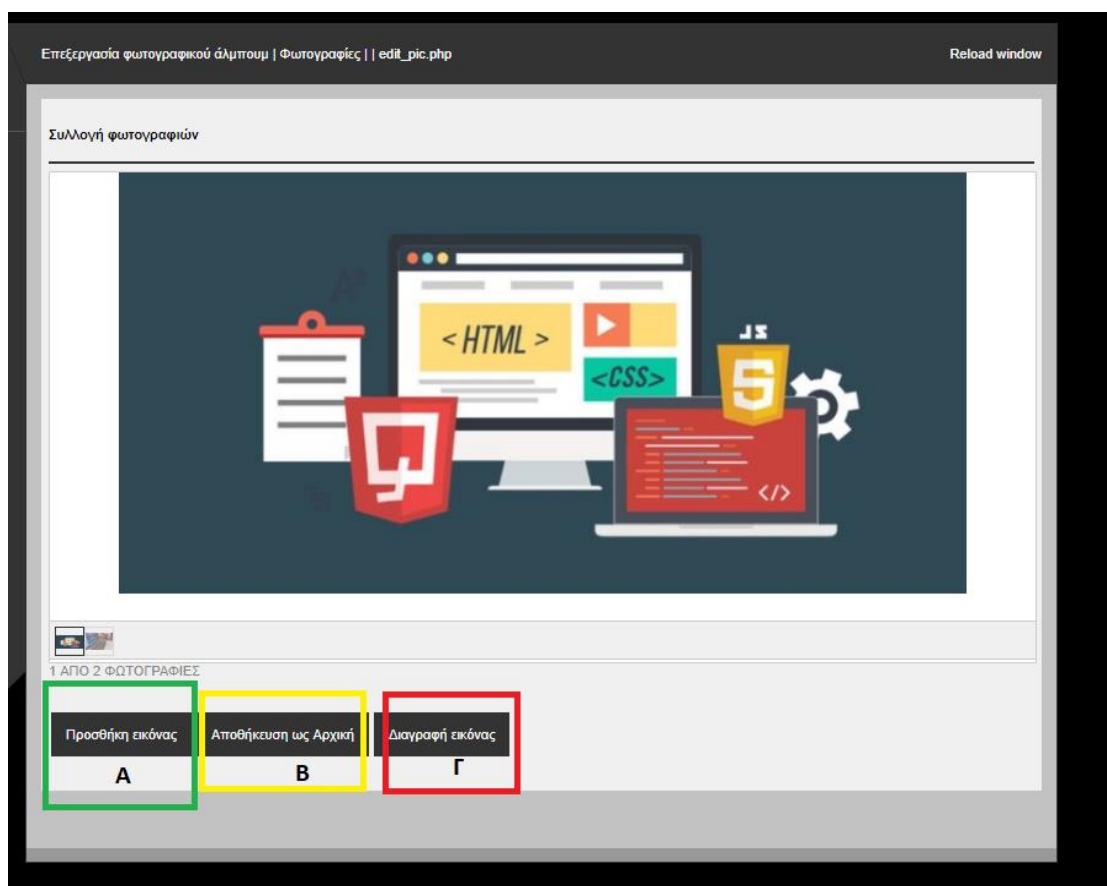 Επεξεργασία φωτογραφικού άλμπουμ | Φωτογραφίες | | edit_pic.php
Reload window
Συλλογή φωτογραφιών
JS
< HTML >
<CSS>
5
</>
1 ΑΠΟ 2 ΦΩΤΟΓΡΑΦΙΕΣ
Προσθήκη εικόνας
Αποθήκευση ως Αρχική
Διαγραφή εικόνας
Α
Β
Γ